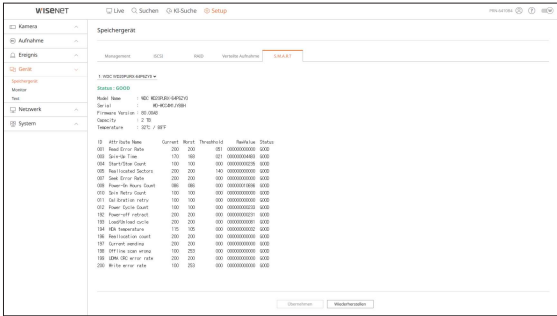 WISENET
Live Suchen KI-Suche Setup
Kamera
Aufnahme
Ereignis
Gerät
Speichergerät
Monitor
Text
Netzwerk
System
Speichergerät
Management iSCSI RAID Verteilte Aufnahme S.M.A.R.T
Status : GOOD
Model Name :
Serial :
Firmware Version : 80.00A80
Capacity : 2 TB
Temperature : 32℃ / 89℉
ID Attribute Name Current Worst Threshold RawValue Status
001 Read Error Rate 200 200 051 000000000000 GOOD
003 Spin-Up Time 170 168 021 GOOD
004 Start/Stop Count 100 100 000 GOOD
005 Reallocated Sectors 200 200 140 000000000000 GOOD
007 Seek Error Rate 200 200 000 000000000000 GOOD
009 Power-On Hours Count 086 086 000 GOOD
010 Spin Retry Count 100 100 000 000000000000 GOOD
011 Calibration retry 100 100 000 000000000000 GOOD
012 Power Cycle Count 100 100 000 GOOD
192 Power-off retract 200 200 000 GOOD
193 Load/Unload cycle 200 200 000 GOOD
194 HDA temperature 115 105 000 GOOD
196 Reallocation count 200 200 000 000000000000 GOOD
197 Current pending 200 200 000 000000000000 GOOD
198 Offline scan wrong 100 253 000 000000000000 GOOD
199 UDMA CRC error rate 200 200 000 000000000000 GOOD
200 Write error rate 100 253 000 000000000000 GOOD
Übernehmen Wiederherstellen